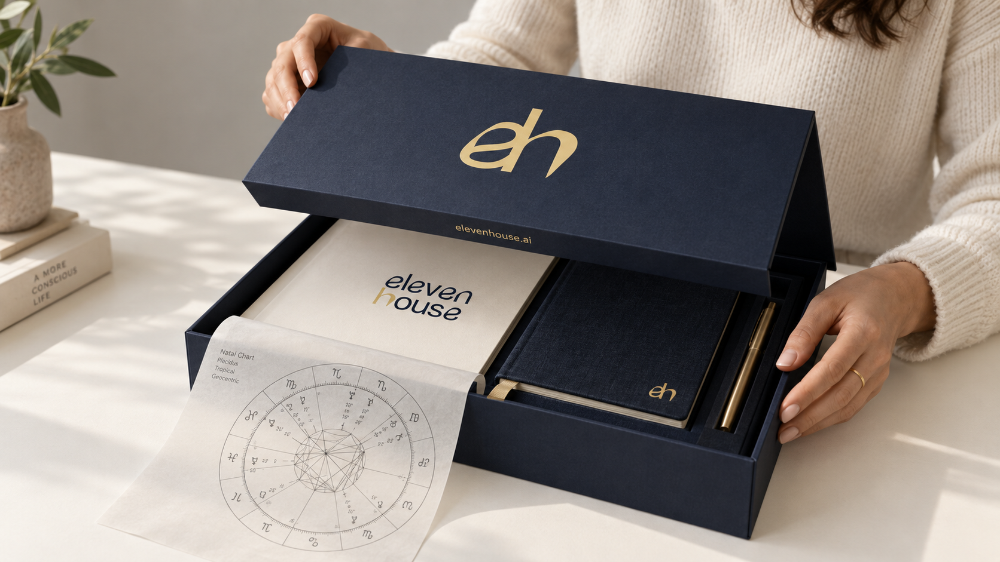 eh
elevenhouse.ai
eleven
house
eh
Natal Chart
Placidus
Tropical
Geocentric
A MORE
CONSCIOUS
LIFE